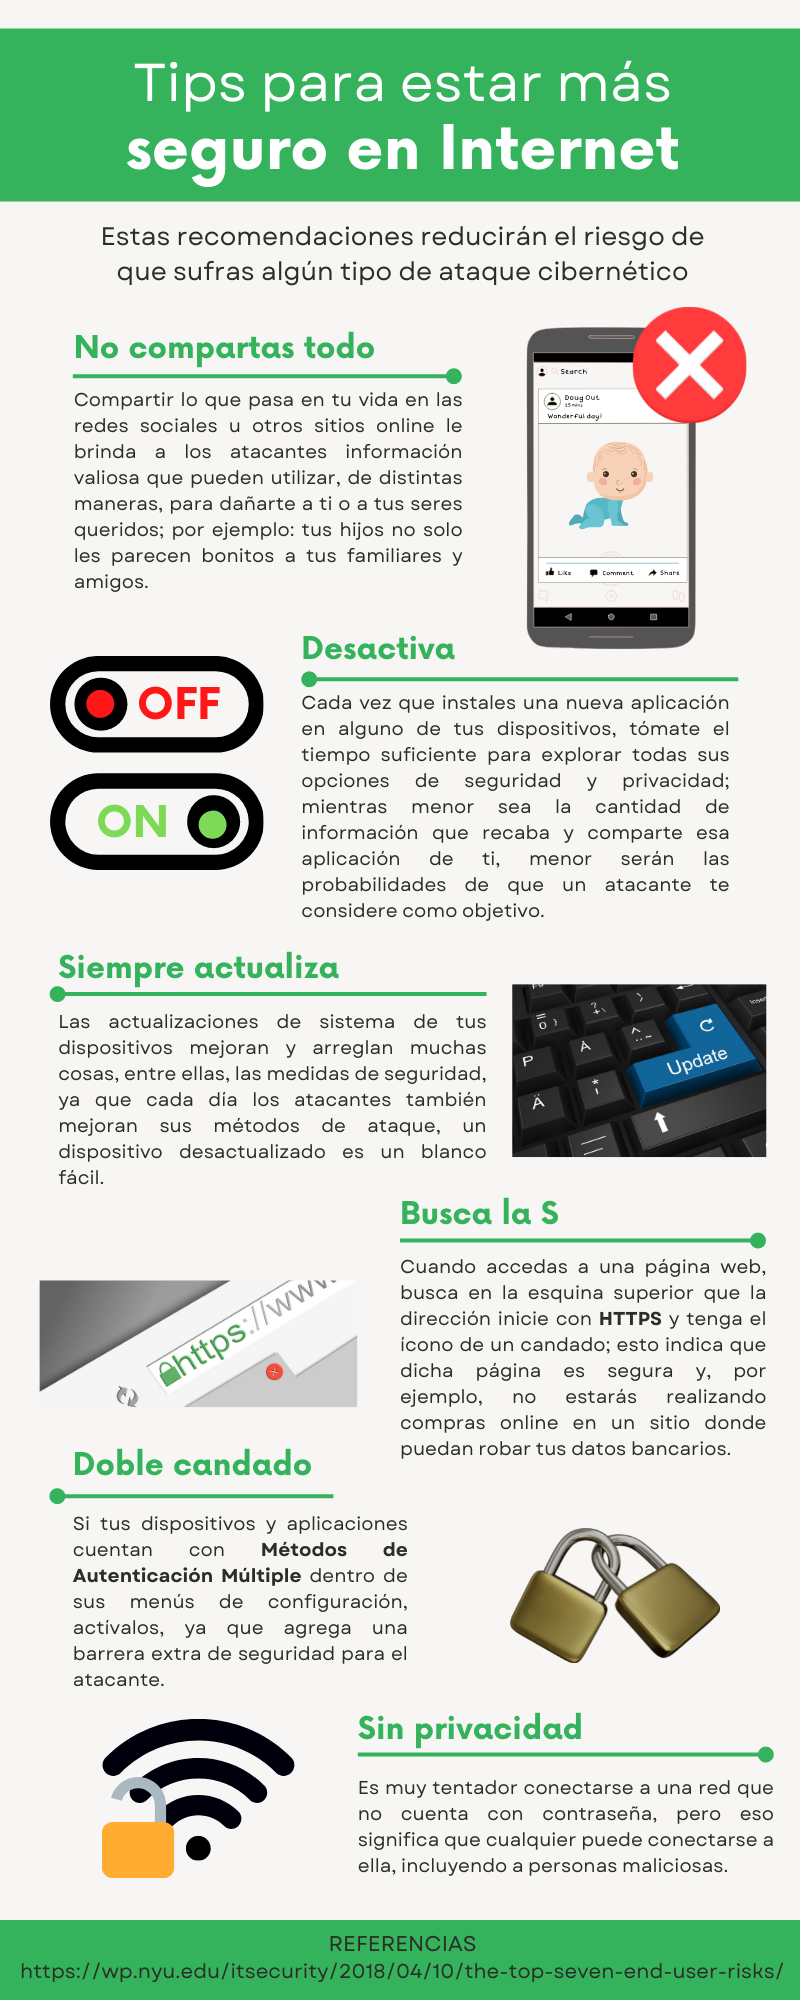 Tips para estar más
seguro en Internet
Estas recomendaciones reducirán el riesgo de
que sufras algún tipo de ataque cibernético
No compartas todo
Compartir lo que pasa en tu vida en las
redes sociales u otros sitios online le
brinda a los atacantes información
valiosa que pueden utilizar, de distintas
maneras, para dañarte a ti o a tus seres
queridos; por ejemplo: tus hijos no solo
les parecen bonitos a tus familiares y
amigos.
Search
Doug Out
15 mins
Wonderful day!
Like Comment Share
Desactiva
OFF
ON
Cada vez que instales una nueva aplicación
en alguno de tus dispositivos, tómate el
tiempo suficiente para explorar todas sus
opciones de seguridad y privacidad;
mientras menor sea la cantidad de
información que recaba y comparte esa
aplicación de ti, menor serán las
probabilidades de que un atacante te
considere como objetivo.
Siempre actualiza
Las actualizaciones de sistema de tus
dispositivos mejoran y arreglan muchas
cosas, entre ellas, las medidas de seguridad,
ya que cada día los atacantes también
mejoran sus métodos de ataque, un
dispositivo desactualizado es un blanco
fácil.
P
Å
Ä
Update
Busca la S
Cuando accedas a una página web,
busca en la esquina superior que la
dirección inicie con HTTPS y tenga el
ícono de un candado; esto indica que
dicha página es segura y, por
ejemplo, no estarás realizando
compras online en un sitio donde
puedan robar tus datos bancarios.
https://www.
Doble candado
Si tus dispositivos y aplicaciones
cuentan con Métodos de
Autenticación Múltiple dentro de
sus menús de configuración,
actívalos, ya que agrega una
barrera extra de seguridad para el
atacante.
Sin privacidad
Es muy tentador conectarse a una red que
no cuenta con contraseña, pero eso
significa que cualquier puede conectarse a
ella, incluyendo a personas maliciosas.
REFERENCIAS
https://wp.nyu.edu/itsecurity/2018/04/10/the-top-seven-end-user-risks/